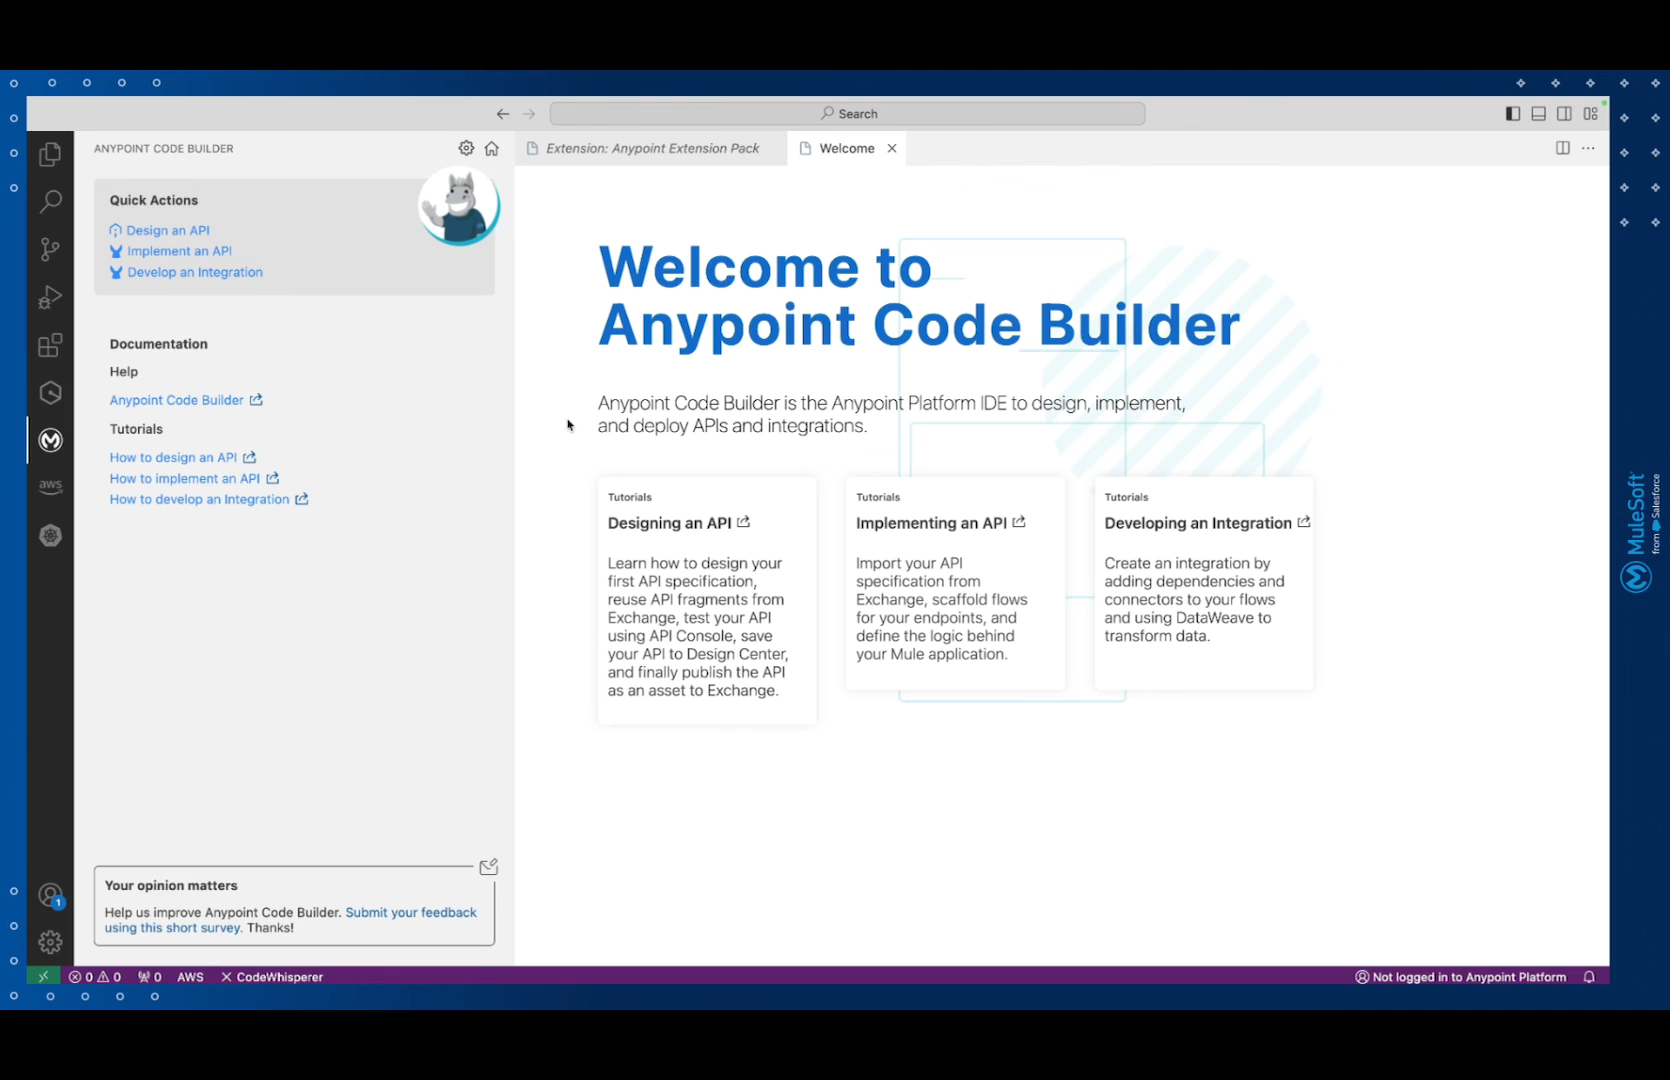 Search
ANYPOINT CODE BUILDER
Extension: Anypoint Extension Pack
Welcome
Quick Actions
Design an API
Implement an API
Develop an Integration
Documentation
Help
Anypoint Code Builder
Tutorials
How to design an API
How to implement an API
How to develop an Integration
aws
Your opinion matters
Help us improve Anypoint Code Builder. Submit your feedback
using this short survey. Thanks!
1
Welcome to
Anypoint Code Builder
Anypoint Code Builder is the Anypoint Platform IDE to design, implement,
and deploy APIs and integrations.
Tutorials
Designing an API
Learn how to design your
first API specification,
reuse API fragments from
Exchange, test your API
using API Console, save
your API to Design Center,
and finally publish the API
as an asset to Exchange.
Tutorials
Implementing an API
Import your API
specification from
Exchange, scaffold flows
for your endpoints, and
define the logic behind
your Mule application.
Tutorials
Developing an Integration
Create an integration by
adding dependencies and
connectors to your flows
and using DataWeave to
transform data.
0 0 0 AWS CodeWhisperer
Not logged in to Anypoint Platform
MuleSoft
from Salesforce